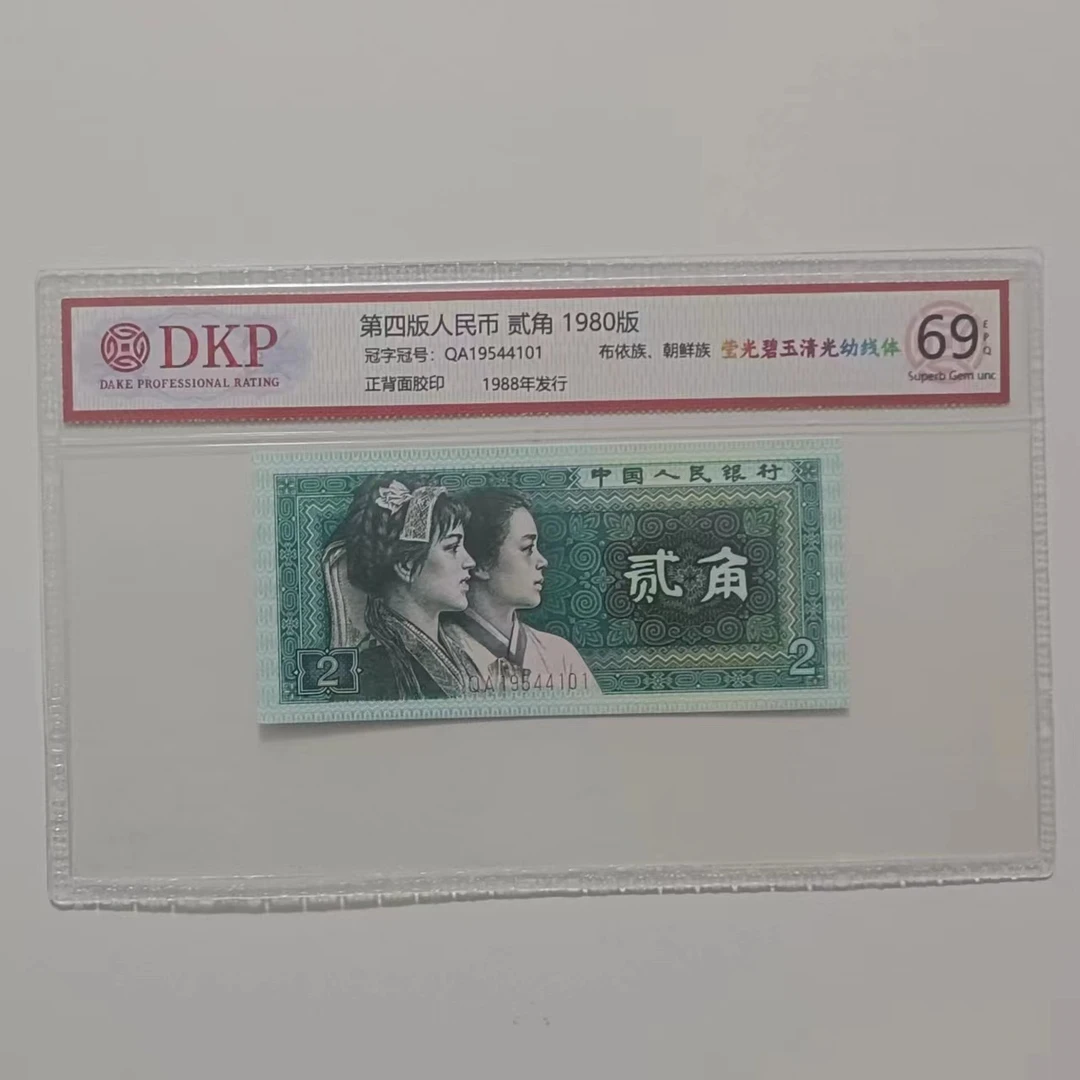 DKP
DAKE PROFESSIONAL RATING
第四版人民币 贰角 1980版
冠字冠号：QA19544101 布依族、朝鲜族 莹光碧玉清光幼线体
正背面胶印 1988年发行
69
EPQ
Superb Gem unc
中国人民银行
贰角
2
2
QA19544101